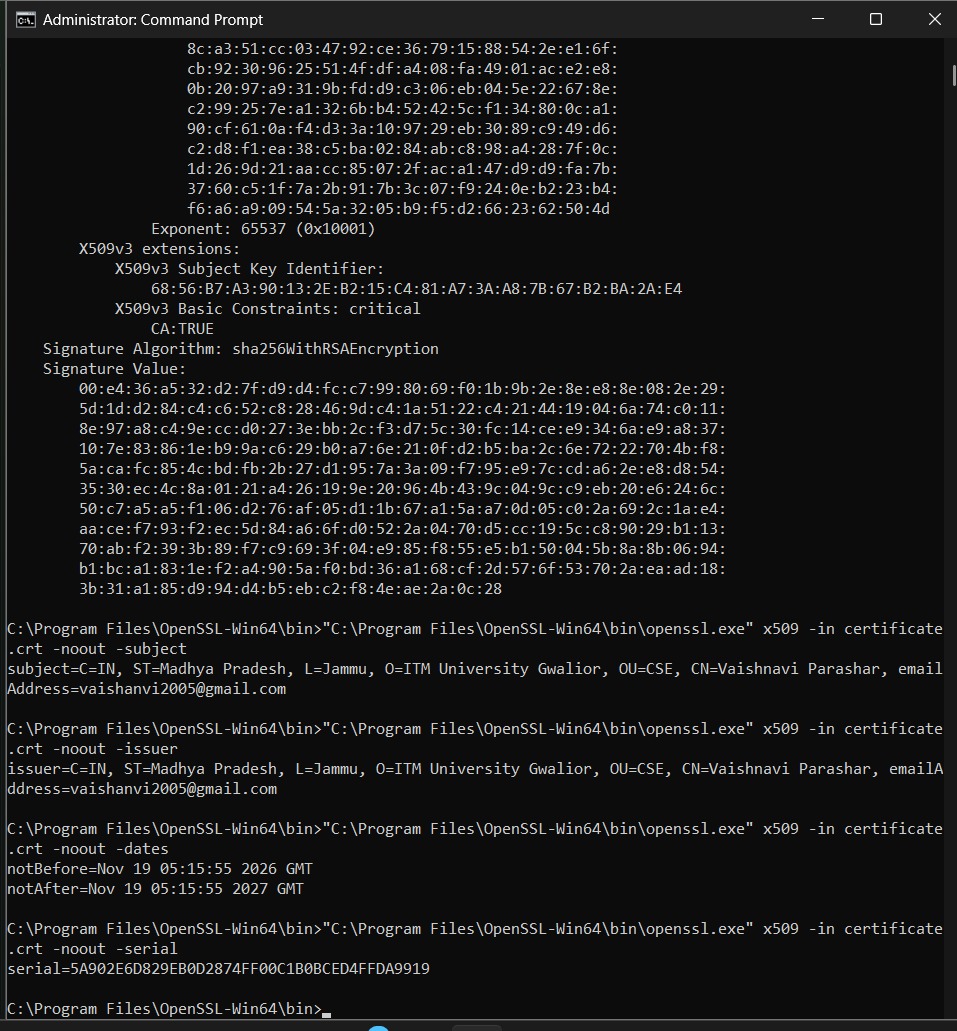 Administrator: Command Prompt
8c:a3:51:cc:03:47:92:ce:36:79:15:88:54:2e:e1:6f:
cb:92:30:96:25:51:4f:df:a4:08:fa:49:01:ac:e2:e8:
0b:20:97:a9:31:9b:fd:d9:c3:06:eb:04:5e:22:67:8e:
c2:99:25:7e:a1:32:6b:b4:52:42:5c:f1:34:80:0c:a1:
90:cf:61:0a:f4:d3:3a:10:97:29:eb:30:89:c9:49:d6:
c2:d8:f1:ea:38:c5:ba:02:84:ab:c8:98:a4:28:7f:0c:
1d:26:9d:21:aa:cc:85:07:2f:ac:a1:47:d9:d9:fa:7b:
37:60:c5:1f:7a:2b:91:7b:3c:07:f9:24:0e:b2:23:b4:
f6:a6:a9:09:54:5a:32:05:b9:f5:d2:66:23:62:50:4d
Exponent: 65537 (0x10001)
X509v3 extensions:
X509v3 Subject Key Identifier:
68:56:B7:A3:90:13:2E:B2:15:C4:81:A7:3A:A8:7B:67:B2:BA:2A:E4
X509v3 Basic Constraints: critical
CA:TRUE
Signature Algorithm: sha256WithRSAEncryption
Signature Value:
00:e4:36:a5:32:d2:7f:d9:d4:fc:c7:99:80:69:f0:1b:9b:2e:8e:e8:8e:08:2e:29:
5d:1d:d2:84:c4:c6:52:c8:28:46:9d:c4:1a:51:22:c4:21:44:19:04:6a:74:c0:11:
8e:97:a8:c4:9e:cc:d0:27:3e:bb:2c:f3:d7:5c:30:fc:14:ce:e9:34:6a:e9:a8:37:
10:7e:83:86:1e:b9:9a:c6:29:b0:a7:6e:21:0f:d2:b5:ba:2c:6e:72:22:70:4b:f8:
5a:ca:fc:85:4c:bd:fb:2b:27:d1:95:7a:3a:09:f7:95:e9:7c:cd:a6:2e:e8:d8:54:
35:30:ec:4c:8a:01:21:a4:26:19:9e:20:96:4b:43:9c:04:9c:c9:eb:20:e6:24:6c:
50:c7:a5:a5:f1:06:d2:76:af:05:d1:1b:67:a1:5a:a7:0d:05:c0:2a:69:2c:1a:e4:
aa:ce:f7:93:f2:ec:5d:84:a6:6f:d0:52:2a:04:70:d5:cc:19:5c:c8:90:29:b1:13:
70:ab:f2:39:3b:89:f7:c9:69:3f:04:e9:85:f8:55:e5:b1:50:04:5b:8a:8b:06:94:
b1:bc:a1:83:1e:f2:a4:90:5a:f0:bd:36:a1:68:cf:2d:57:6f:53:70:2a:ea:ad:18:
3b:31:a1:85:d9:94:d4:b5:eb:c2:f8:4e:ae:2a:0c:28
C:\Program Files\OpenSSL-Win64\bin>"C:\Program Files\OpenSSL-Win64\bin\openssl.exe" x509 -in certificate
.crt -noout -subject
subject=C=IN, ST=Madhya Pradesh, L=Jammu, O=ITM University Gwalior, OU=CSE, CN=Vaishnavi Parashar, email
Address=vaishanvi2005@gmail.com
C:\Program Files\OpenSSL-Win64\bin>"C:\Program Files\OpenSSL-Win64\bin\openssl.exe" x509 -in certificate
.crt -noout -issuer
issuer=C=IN, ST=Madhya Pradesh, L=Jammu, O=ITM University Gwalior, OU=CSE, CN=Vaishnavi Parashar, emailA
ddress=vaishanvi2005@gmail.com
C:\Program Files\OpenSSL-Win64\bin>"C:\Program Files\OpenSSL-Win64\bin\openssl.exe" x509 -in certificate
.crt -noout -dates
notBefore=Nov 19 05:15:55 2026 GMT
notAfter=Nov 19 05:15:55 2027 GMT
C:\Program Files\OpenSSL-Win64\bin>"C:\Program Files\OpenSSL-Win64\bin\openssl.exe" x509 -in certificate
.crt -noout -serial
serial=5A902E6D829EB0D2874FF00C1B0BCED4FFDA9919
C:\Program Files\OpenSSL-Win64\bin>